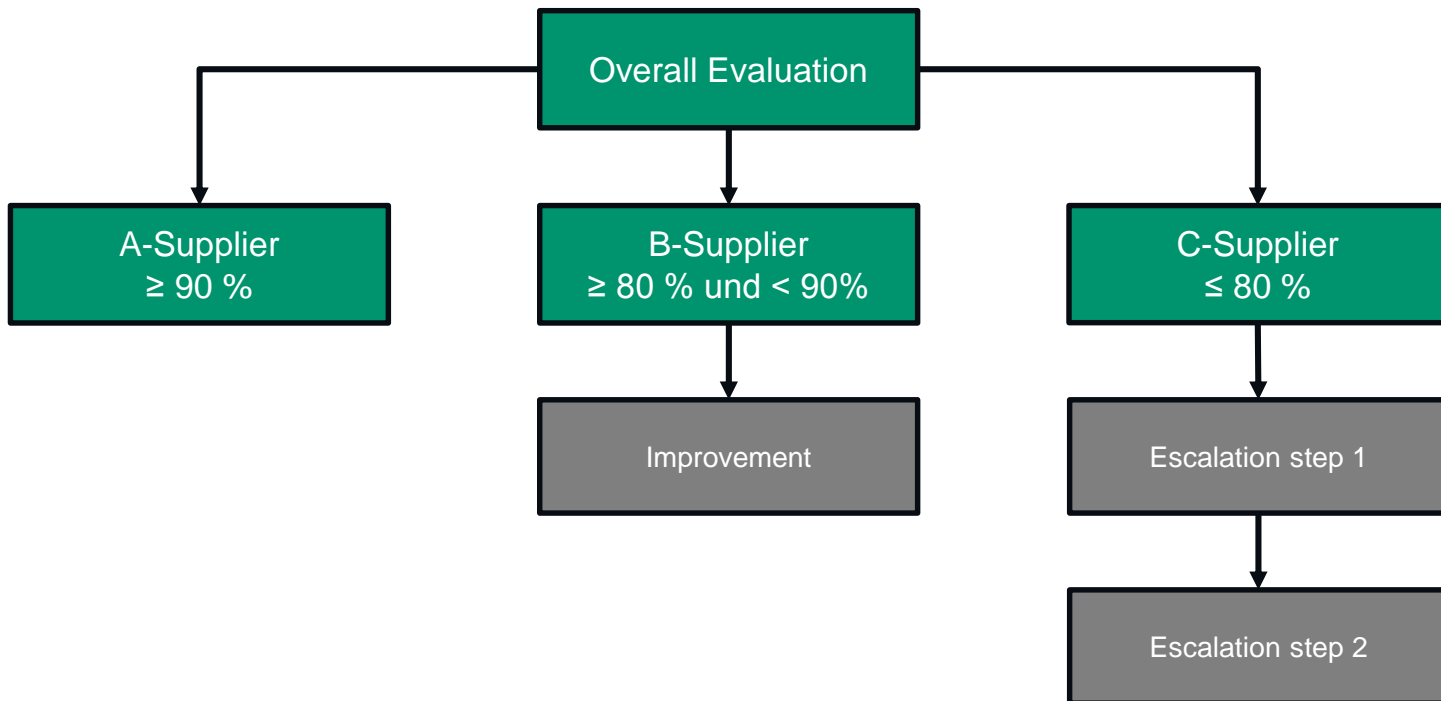 Overall Evaluation
A-Supplier
≥ 90 %
B-Supplier
≥ 80 % und < 90%
C-Supplier
≤ 80 %
Improvement
Escalation step 1
Escalation step 2